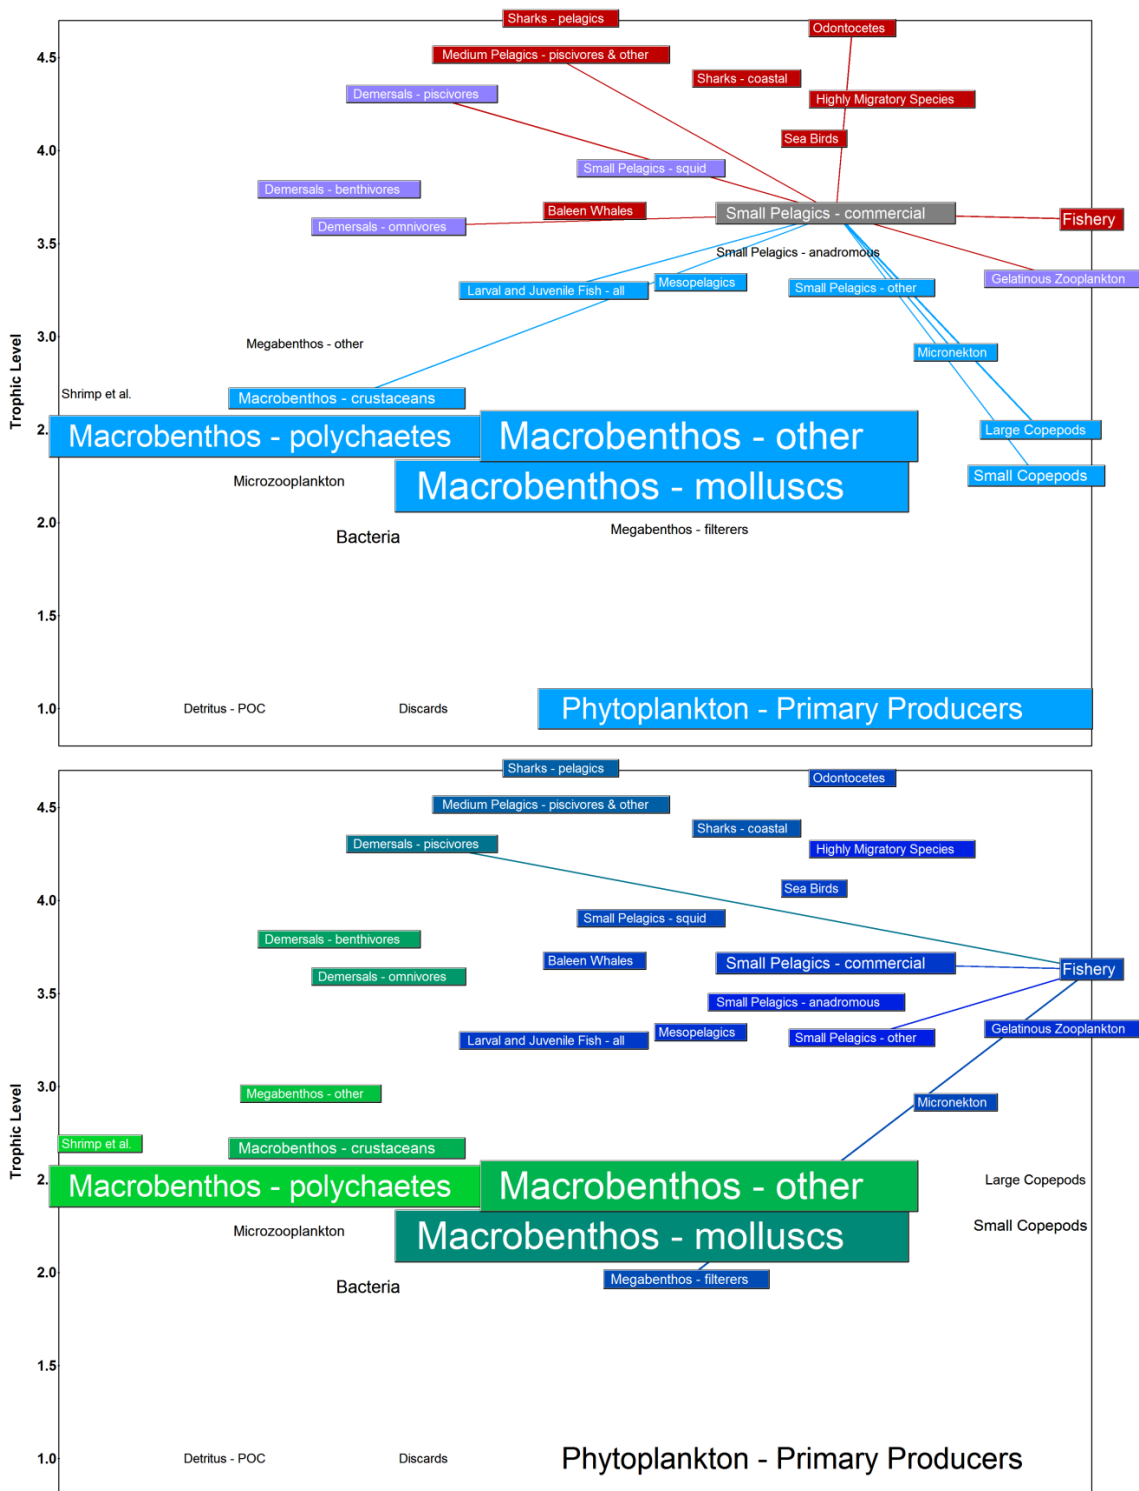 Sharks - pelagics
Odontocetes
4.5
Medium Pelagics - piscivores & other
Sharks - coastal
Demersals - piscivores
Highly Migratory Species
4.0
Sea Birds
Small Pelagics - squid
Demersals - benthivores
Baleen Whales
Small Pelagics - commercial
Fishery
3.5
Demersals - omnivores
Small Pelagics - anadromous
Gelatinous Zooplankton
Larval and Juvenile Fish - all
Mesopelagics
Small Pelagics - other
Trophic Level
3.0
Megabenthos - other
Micronekton
Shrimp et al.
Macrobenthos - crustaceans
2.
Macrobenthos - polychaetes
Macrobenthos - other
Large Copepods
Microzooplankton
Macrobenthos - molluscs
Small Copepods
2.0
Bacteria
Megabenthos - filterers
1.5
1.0
Detritus - POC
Discards
Phytoplankton - Primary Producers
Sharks - pelagics
Odontocetes
4.5
Medium Pelagics - piscivores & other
Sharks - coastal
Demersals - piscivores
Highly Migratory Species
4.0
Sea Birds
Small Pelagics - squid
Demersals - benthivores
Baleen Whales
Small Pelagics - commercial
Fishery
3.5
Demersals - omnivores
Small Pelagics - anadromous
Gelatinous Zooplankton
Larval and Juvenile Fish - all
Mesopelagics
Small Pelagics - other
Trophic Level
3.0
Megabenthos - other
Micronekton
Shrimp et al.
Macrobenthos - crustaceans
2.
Macrobenthos - polychaetes
Macrobenthos - other
Large Copepods
Microzooplankton
Macrobenthos - molluscs
Small Copepods
2.0
Bacteria
Megabenthos - filterers
1.5
1.0
Detritus - POC
Discards
Phytoplankton - Primary Producers